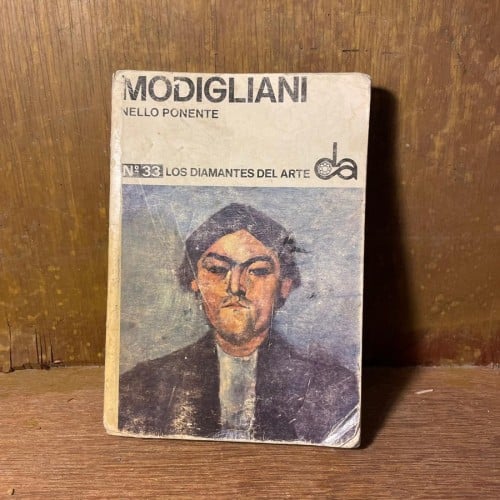 MODIGLIANI
NELLO PONENTE
Nº 33 LOS DIAMANTES DEL ARTE da